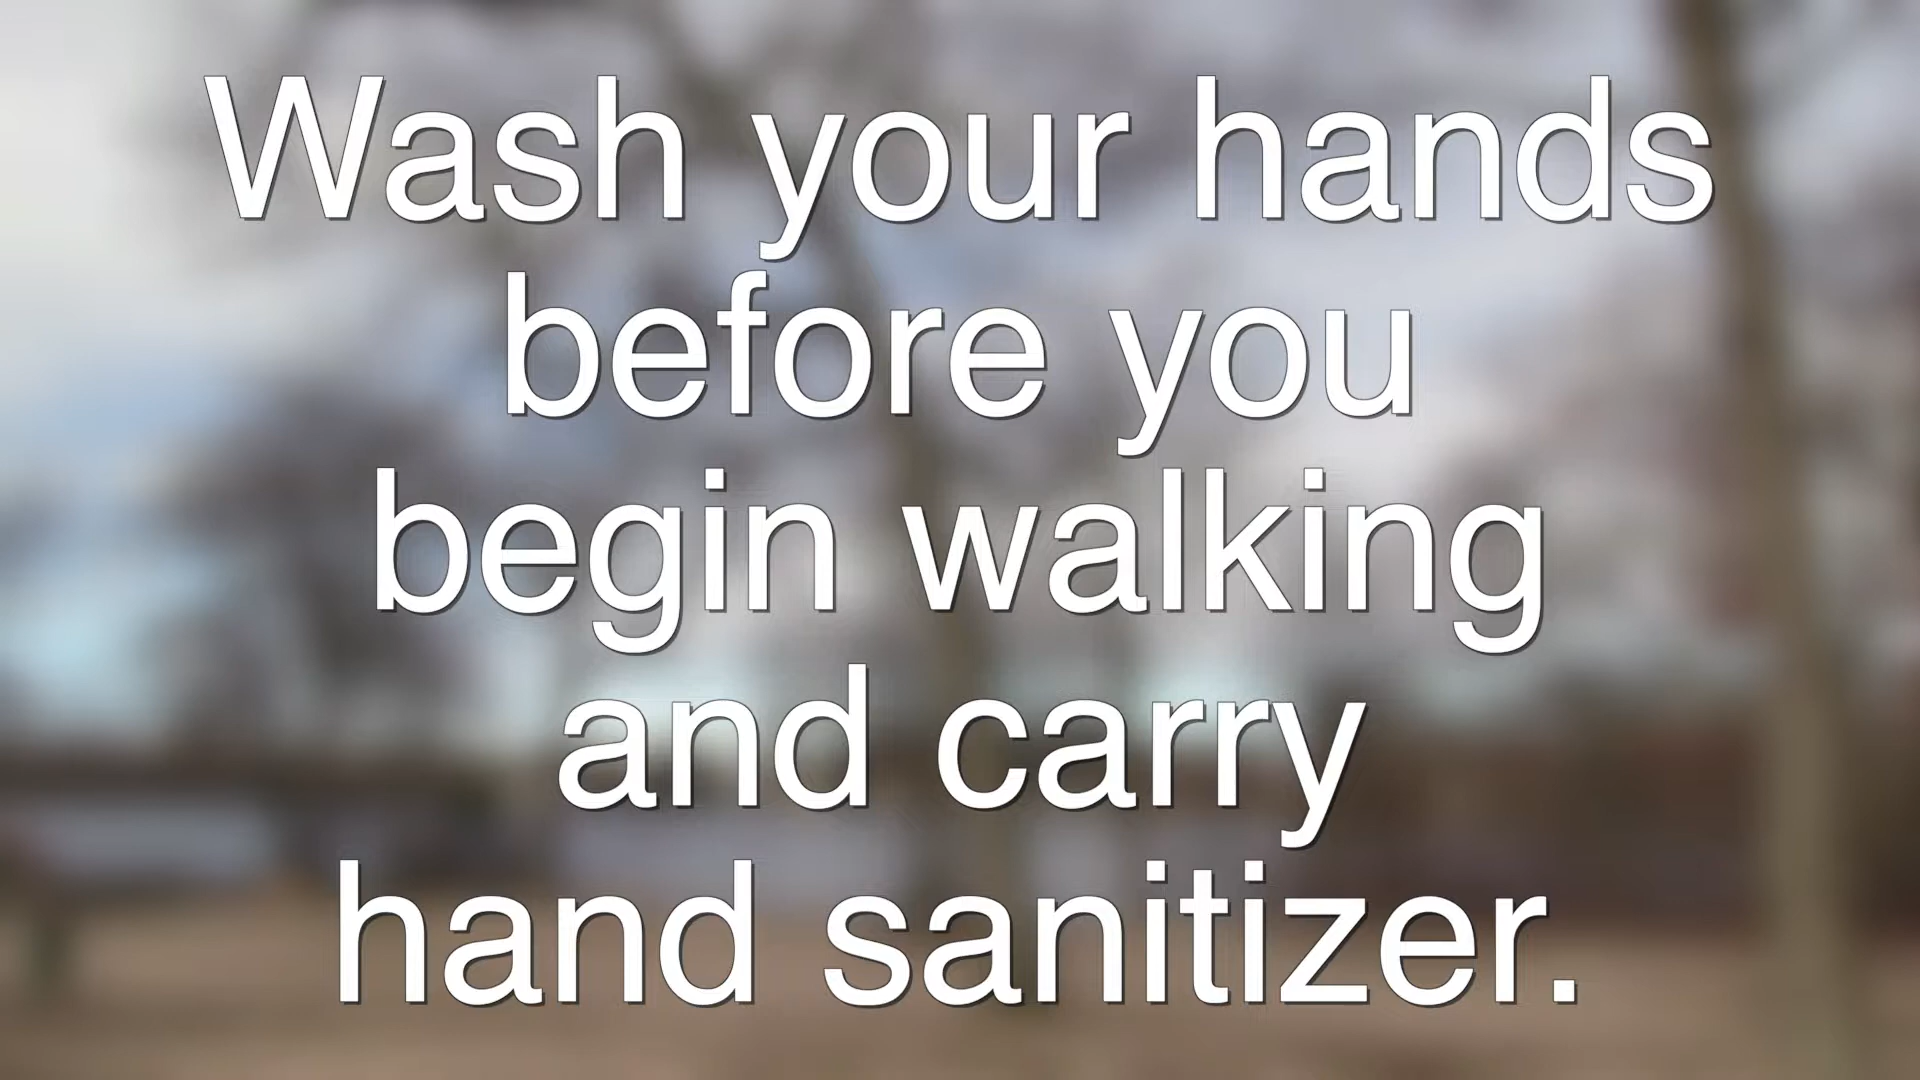 Wash your hands
before you
begin walking
and carry
hand sanitizer.